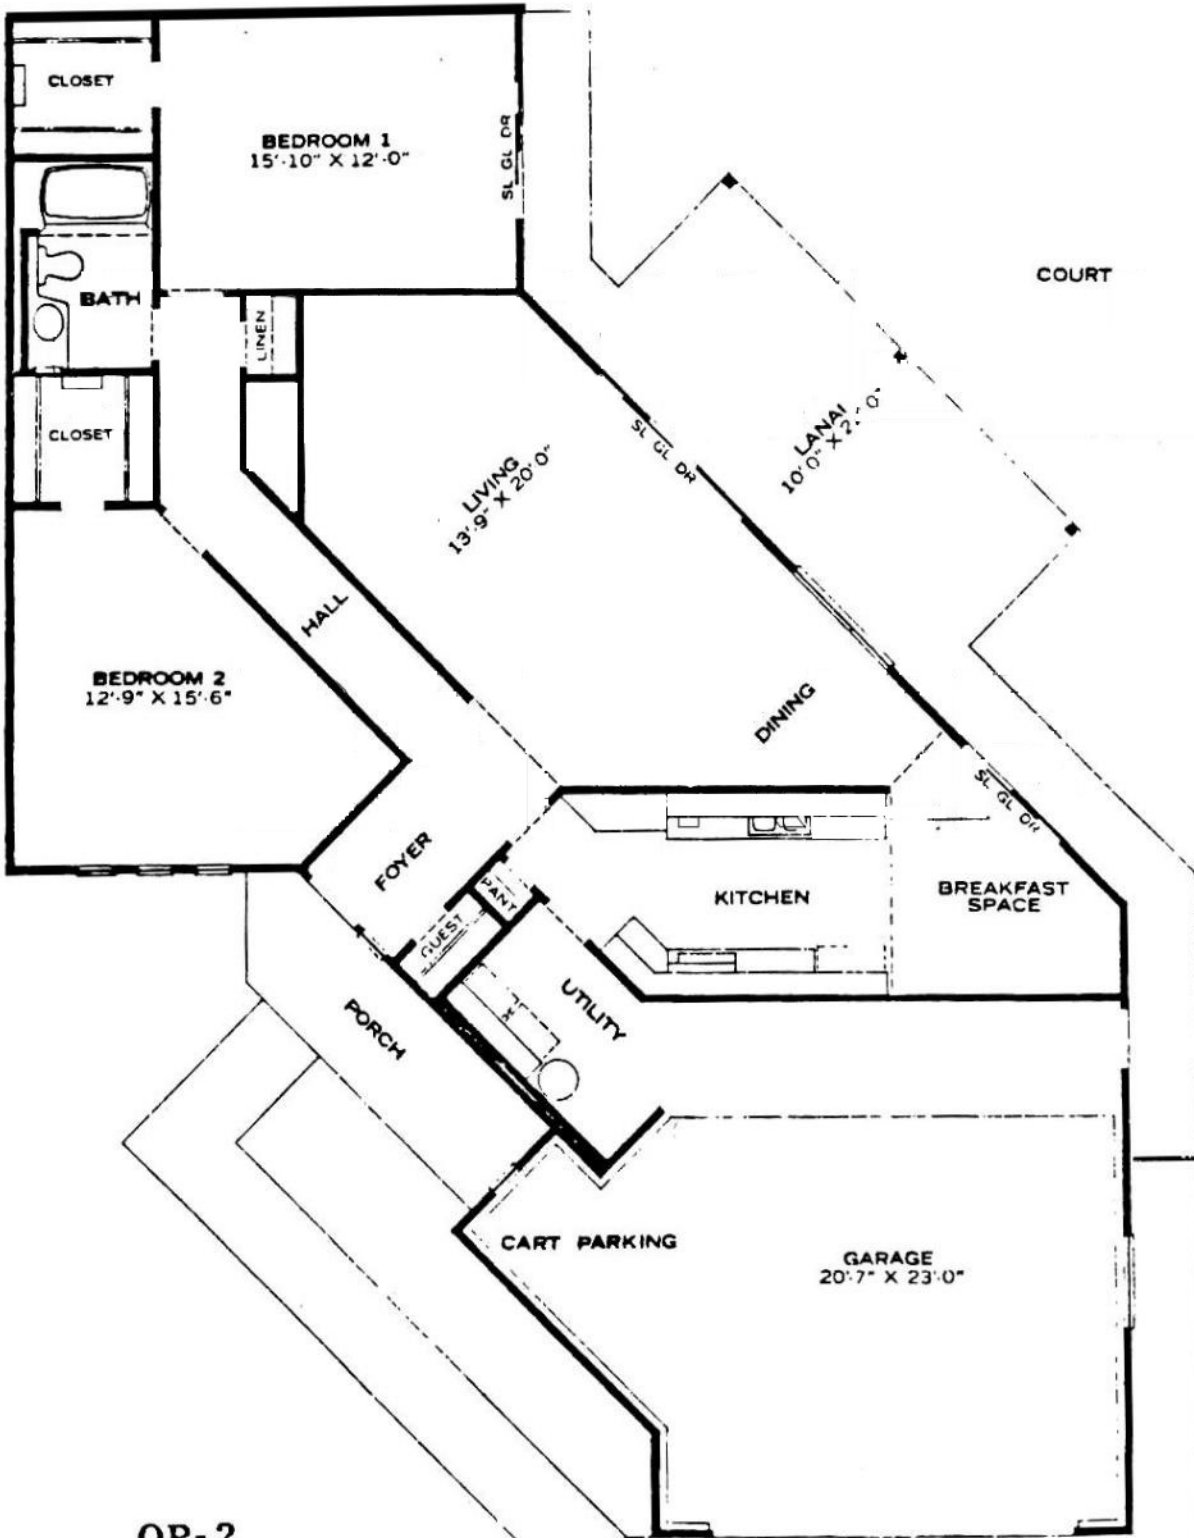 CLOSET
BEDROOM 1
15'-10" X 12'-0"
SL GL DR
COURT
BATH
LINEN
LANAI
10'0" X
CLOSET
SL GL DR
LIVING
13'-9" X 20'0"
HALL
BEDROOM 2
12'-9" X 15'-6"
DINING
SL GL DR
FOYER
PANT
KITCHEN
BREAKFAST
SPACE
GUEST
UTILITY
PORCH
CART PARKING
GARAGE
20'-7" X 23'-0"